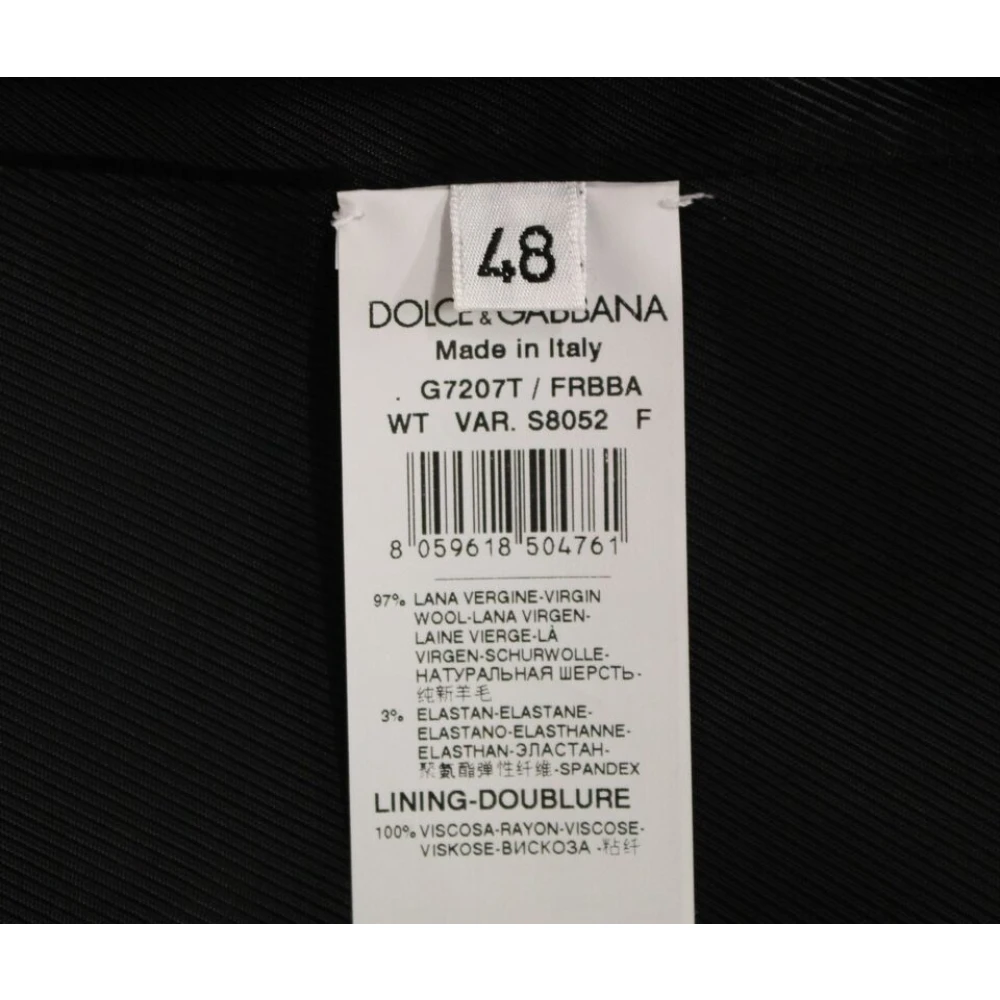 48
DOLCE & GABBANA
Made in Italy
. G7207T / FRBBA
WT VAR. S8052 F
8 059618 504761
97% LANA VERGINE-VIRGIN
WOOL-LANA VIRGEN-
LAINE VIERGE-LÀ
VIRGEN-SCHURWOLLE-
НАТУРАЛЬНАЯ ШЕРСТЬ-
纯新羊毛
3% ELASTAN-ELASTANE-
ELASTANO-ELASTHANNE-
ELASTHAN-ЭЛАСТАН-
聚氨酯弹性纤维-SPANDEX
LINING-DOUBLURE
100% VISCOSA-RAYON-VISCOSE-
VISKOSE-ВИСКОЗА -粘纤